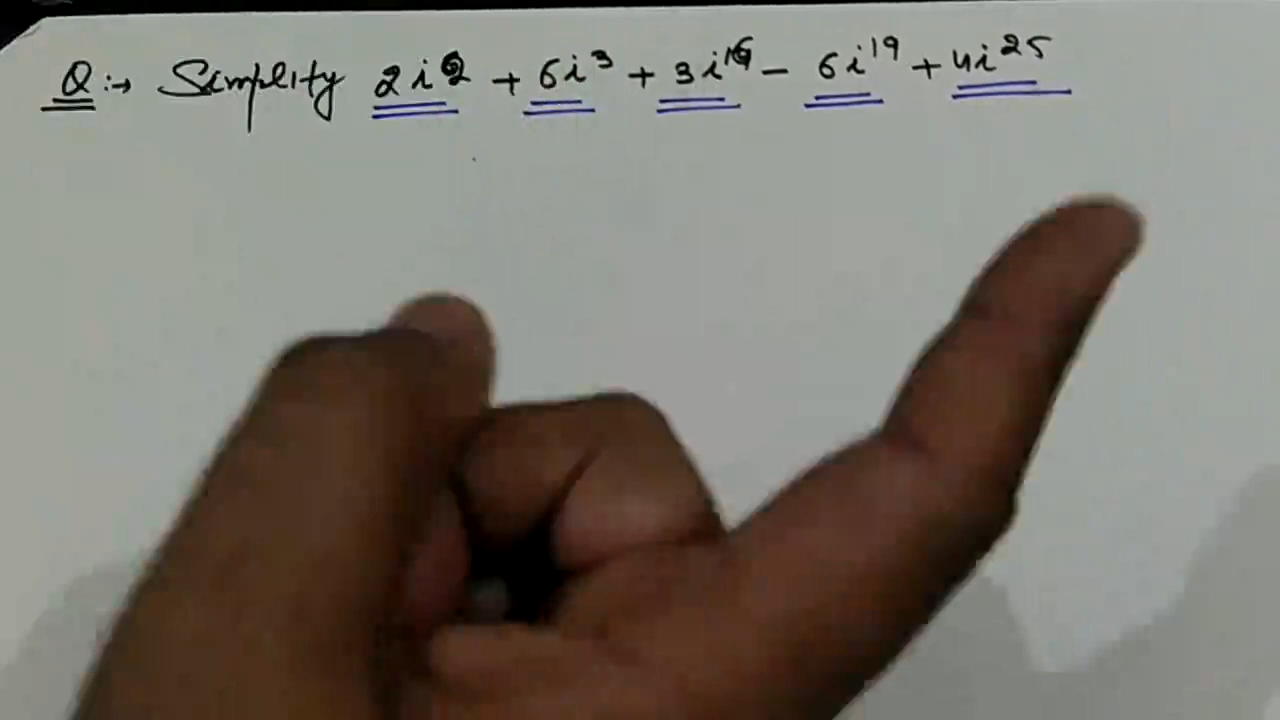 Q:→ Simplify 2i² + 6i³ + 3i¹⁶ - 6i¹⁹ + 4i²⁵